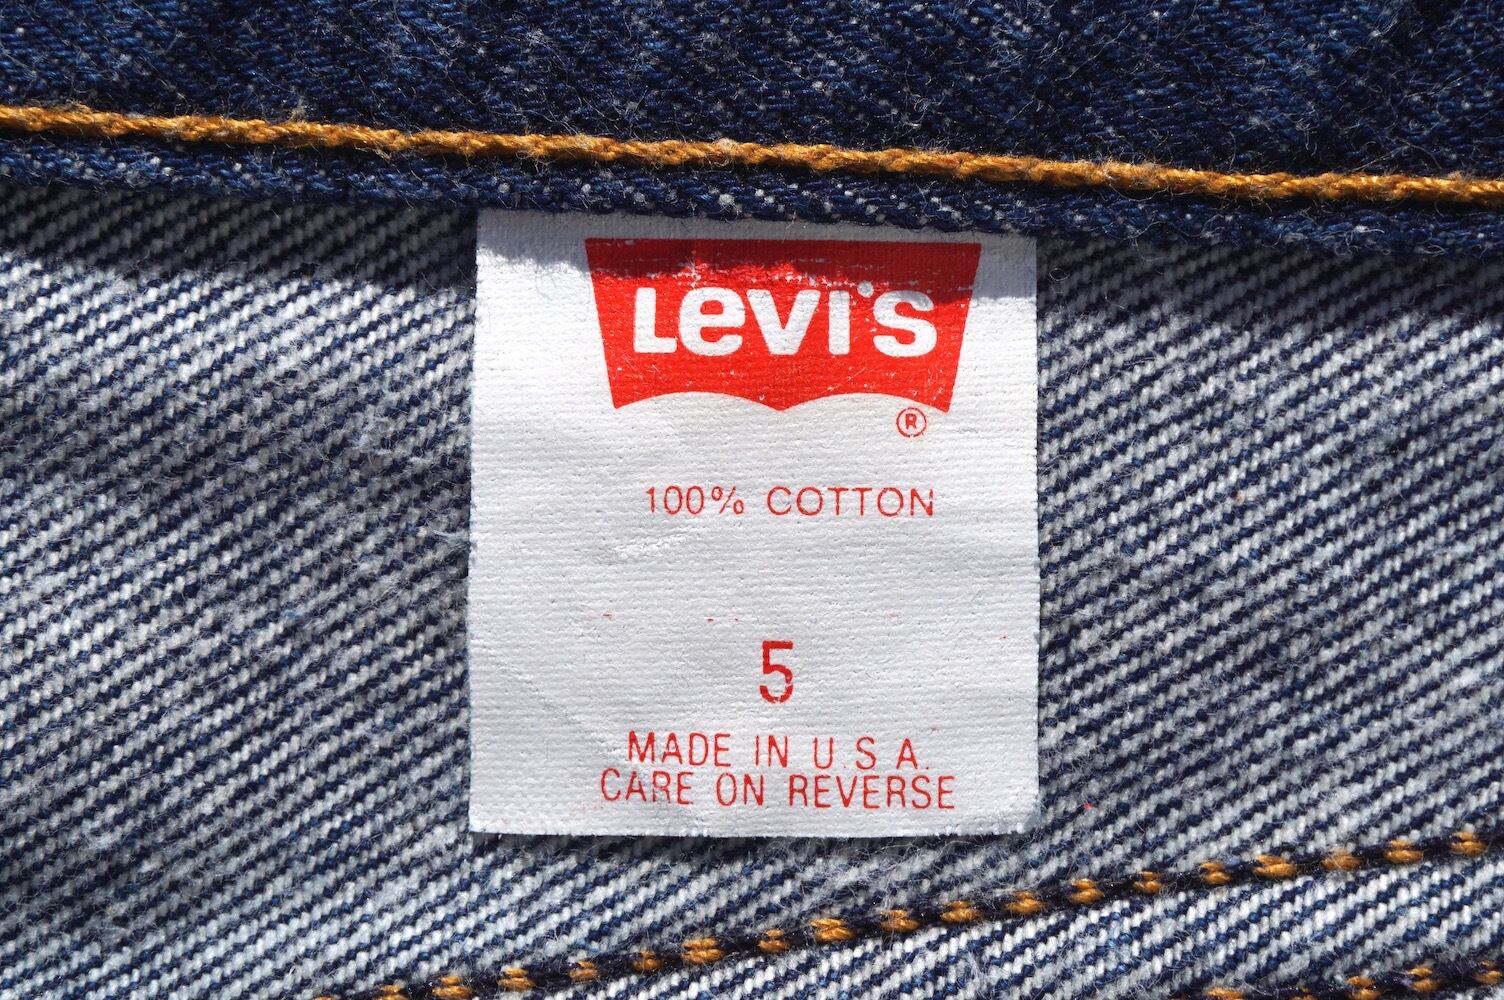 Levi's
®
100% COTTON
5
MADE IN U.S.A.
CARE ON REVERSE